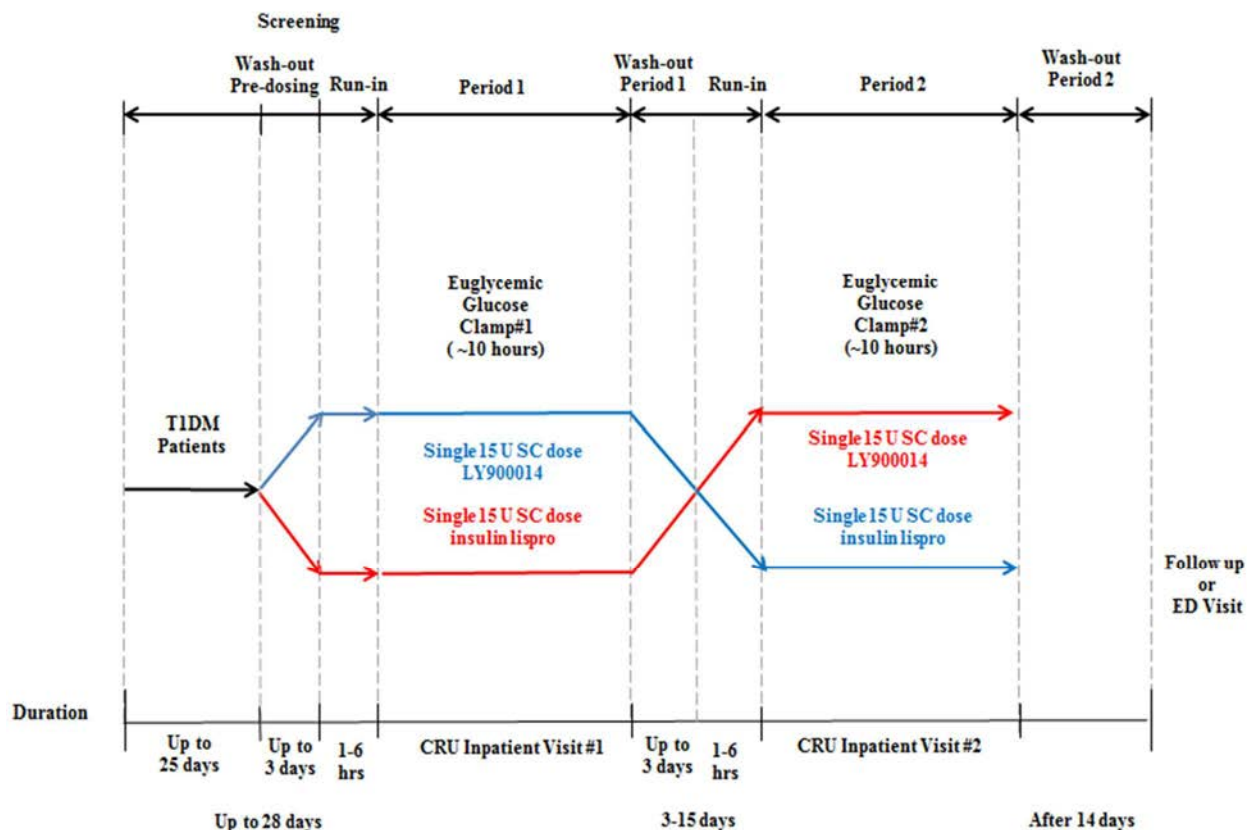 Screening
Wash-out
Pre-dosing
Run-in
Period 1
Wash-out
Period 1
Run-in
Period 2
Wash-out
Period 2
Euglycemic
Glucose
Clamp#1
( ~10 hours)
Euglycemic
Glucose
Clamp#2
(~10 hours)
T1DM
Patients
Single 15 U SC dose
LY900014
Single 15 U SC dose
insulin lispro
Single 15 U SC dose
LY900014
Single 15 U SC dose
insulin lispro
Follow up
or
ED Visit
Duration
Up to
25 days
Up to
3 days
1-6
hrs
CRU Inpatient Visit #1
Up to
3 days
1-6
hrs
CRU Inpatient Visit #2
Up to 28 days
3-15 days
After 14 days